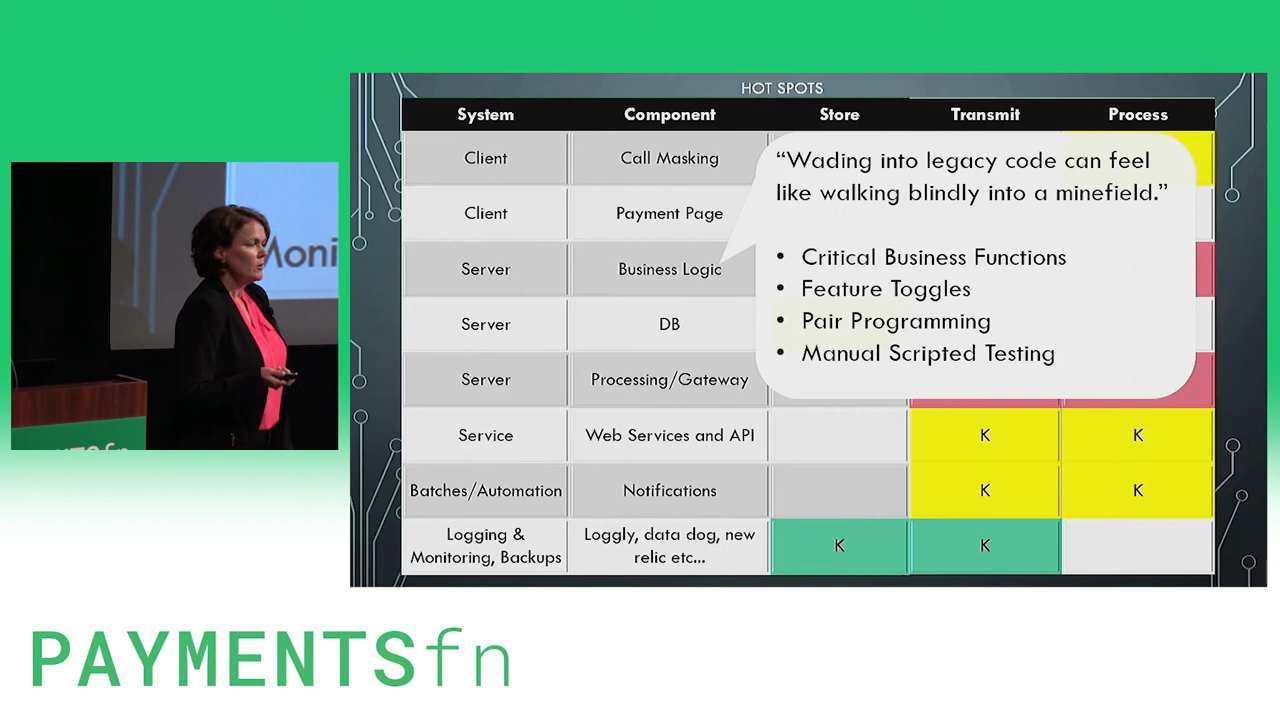 HOT SPOTS
System Component Store Transmit Process
Client Call Masking
Client Payment Page
Server Business Logic
Server DB
Server Processing/Gateway
Service Web Services and API K K
Batches/Automation Notifications K K
Logging &
Monitoring, Backups
Loggly, data dog, new
relic etc...
K K
“Wading into legacy code can feel
like walking blindly into a minefield.”
• Critical Business Functions
• Feature Toggles
• Pair Programming
• Manual Scripted Testing
Moni
PAYMENTSfn